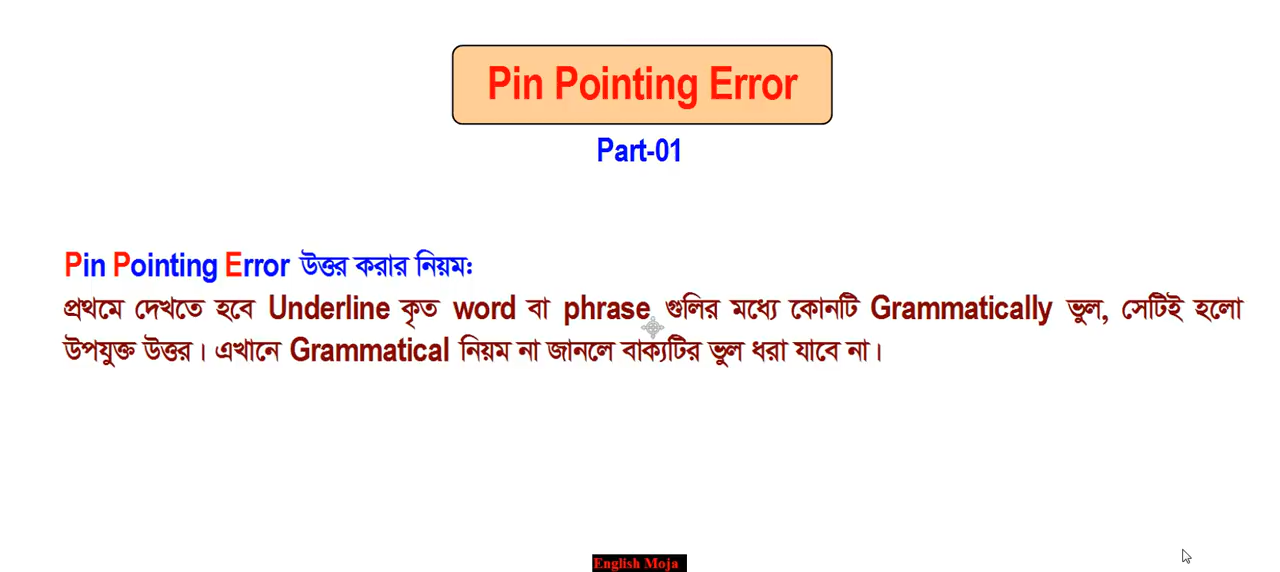 Pin Pointing Error
Part-01
Pin Pointing Error উত্তর করার নিয়মঃ
প্রথমে দেখতে হবে Underline কৃত word বা phrase গুলির মধ্যে কোনটি Grammatically ভুল, সেটিই হলো
উপযুক্ত উত্তর। এখানে Grammatical নিয়ম না জানলে বাক্যটির ভুল ধরা যাবে না।
English Moja